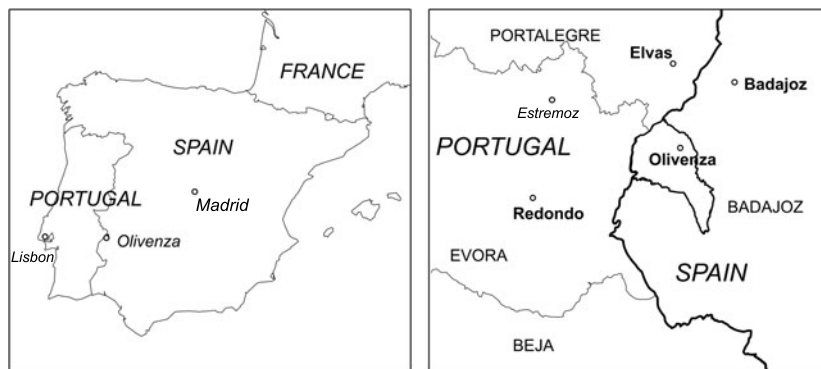 FRANCE
SPAIN
PORTUGAL
Madrid
Lisbon
Olivenza
PORTALEGRE
Elvas
Badajoz
Estremoz
PORTUGAL
Olivenza
Redondo
BADAJOZ
EVORA
SPAIN
BEJA